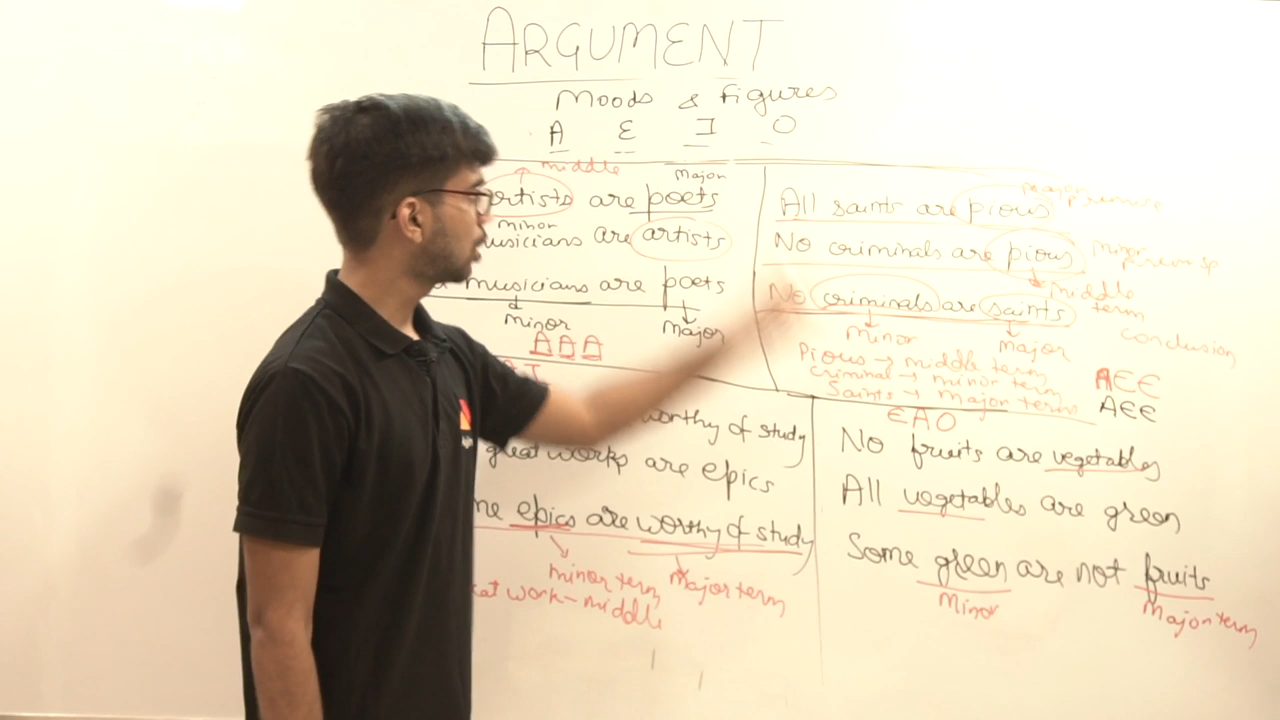 ARGUMENT
Moods & figures
A E I O
middle
major
artists are poets
minor
musicians are artists
musicians are poets
minor
major
AAA
All saints are pious
major premise
No criminals are pious
minor
middle term
No criminals are saints
conclusion
minor
major
Pious → middle term
Criminal → minor term
Saints → major term
AEE
AEE
worthy of study
great works are epics
epics are worthy of study
minor term
Major term
work - middle
EAO
No fruits are vegetables
All vegetables are green
Some green are not fruits
Minor
Major term